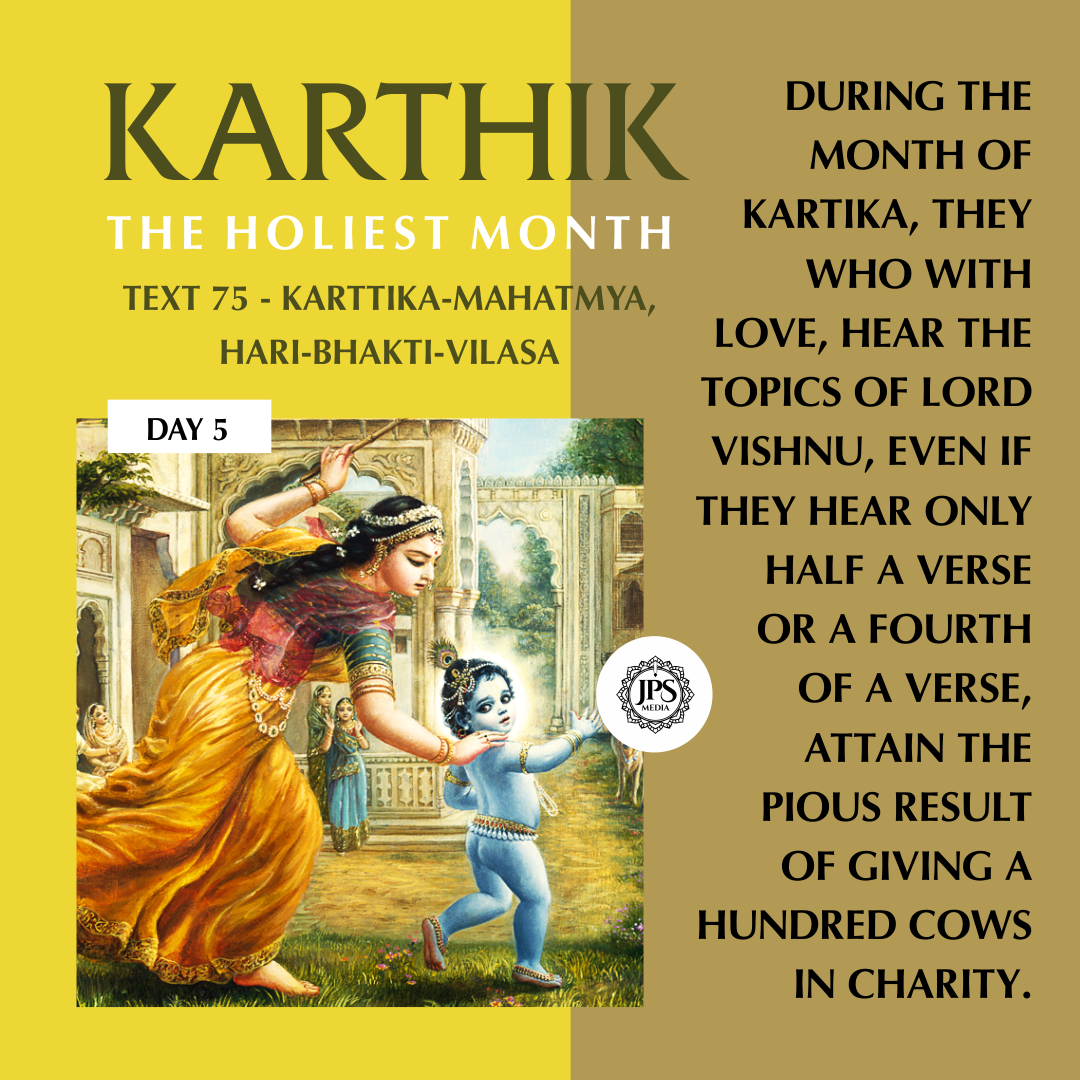 KARTHIK
THE HOLIEST MONTH
TEXT 75 - KARTTIKA-MAHATMYA,
HARI-BHAKTI-VILASA
DAY 5
JPS
MEDIA
DURING THE
MONTH OF
KARTIKA, THEY
WHO WITH
LOVE, HEAR THE
TOPICS OF LORD
VISHNU, EVEN IF
THEY HEAR ONLY
HALF A VERSE
OR A FOURTH
OF A VERSE,
ATTAIN THE
PIOUS RESULT
OF GIVING A
HUNDRED COWS
IN CHARITY.